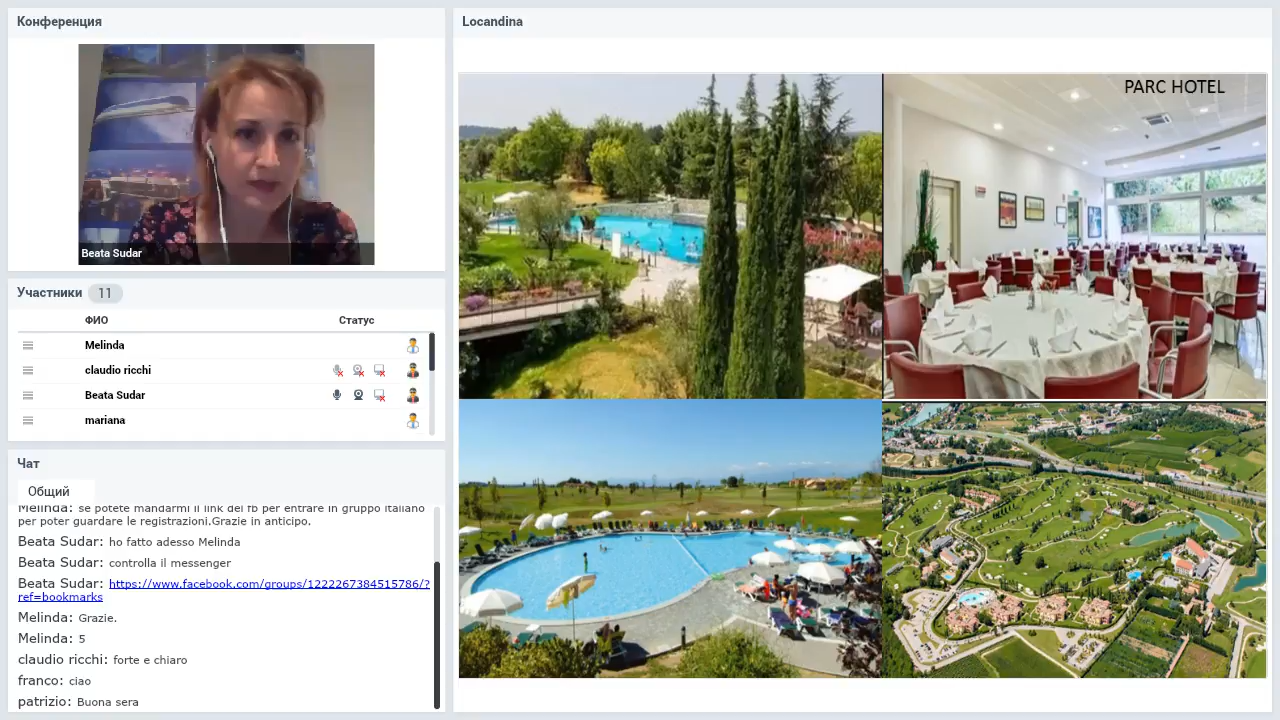 Конференция
Beata Sudar
Участники 11
ФИО Статус
Melinda
claudio ricchi
Beata Sudar
mariana
Чат
Общий
Melinda: se potete mandarmi il link del fb per entrare in gruppo italiano
per poter guardare le registrazioni.Grazie in anticipo.
Beata Sudar: ho fatto adesso Melinda
Beata Sudar: controlla il messenger
Beata Sudar: https://www.facebook.com/groups/1222267384515786/?
ref=bookmarks
Melinda: Grazie.
Melinda: 5
claudio ricchi: forte e chiaro
franco: ciao
patrizio: Buona sera
Locandina
PARC HOTEL